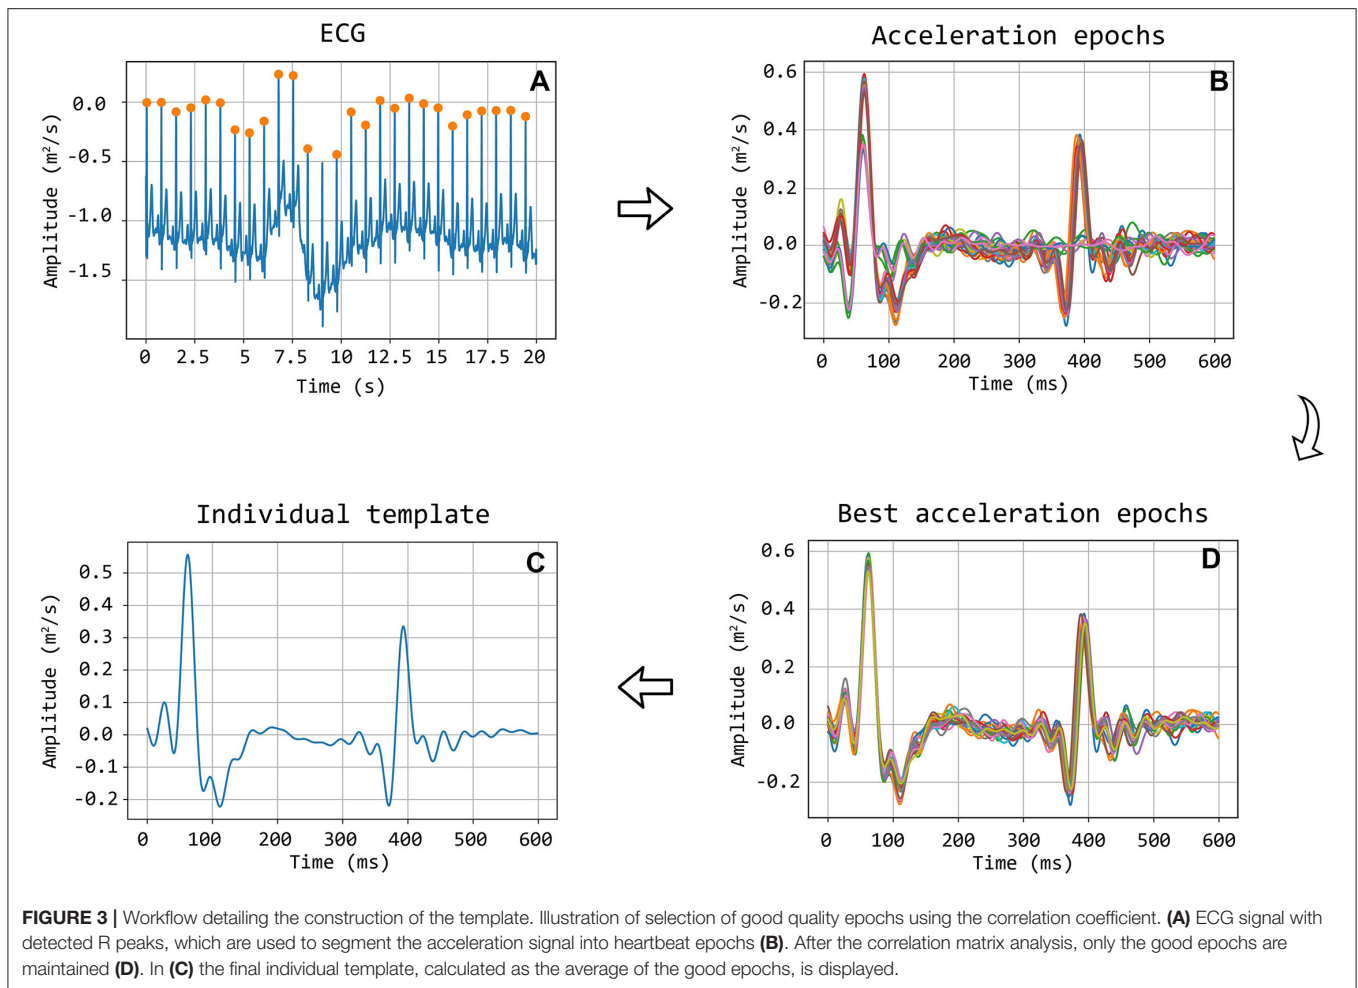 ECG
A
Amplitude (m²/s)
0.0
-0.5
-1.0
-1.5
0 2.5 5 7.5 10 12.5 15 17.5 20
Time (s)
Acceleration epochs
B
Amplitude (m²/s)
0.6
0.4
0.2
0.0
-0.2
0 100 200 300 400 500 600
Time (ms)
Individual template
C
Amplitude (m²/s)
0.5
0.4
0.3
0.2
0.1
0.0
-0.1
-0.2
0 100 200 300 400 500 600
Time (ms)
Best acceleration epochs
D
Amplitude (m²/s)
0.6
0.4
0.2
0.0
-0.2
0 100 200 300 400 500 600
Time (ms)
FIGURE 3 | Workflow detailing the construction of the template. Illustration of selection of good quality epochs using the correlation coefficient. (A) ECG signal with
detected R peaks, which are used to segment the acceleration signal into heartbeat epochs (B). After the correlation matrix analysis, only the good epochs are
maintained (D). In (C) the final individual template, calculated as the average of the good epochs, is displayed.